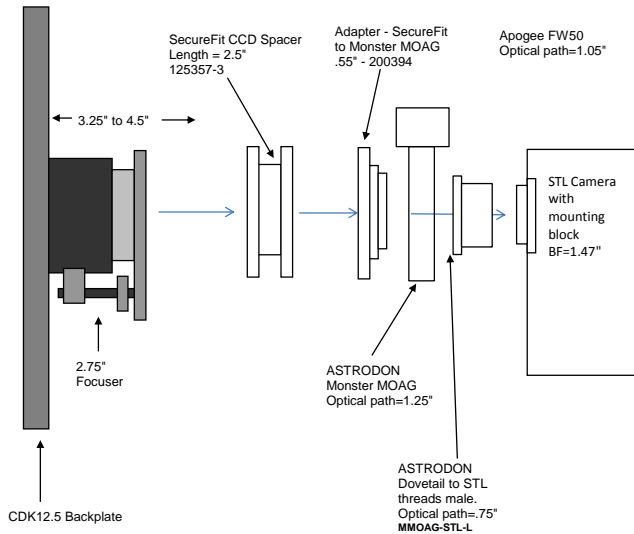 SecureFit CCD Spacer
Length = 2.5"
125357-3
Adapter - SecureFit
to Monster MOAG
.55" - 200394
Apogee FW50
Optical path=1.05"
3.25" to 4.5"
STL Camera
with
mounting
block
BF=1.47"
2.75"
Focuser
ASTRODON
Monster MOAG
Optical path=1.25"
ASTRODON
Dovetail to STL
threads male.
Optical path=.75"
MMOAG-STL-L
CDK12.5 Backplate